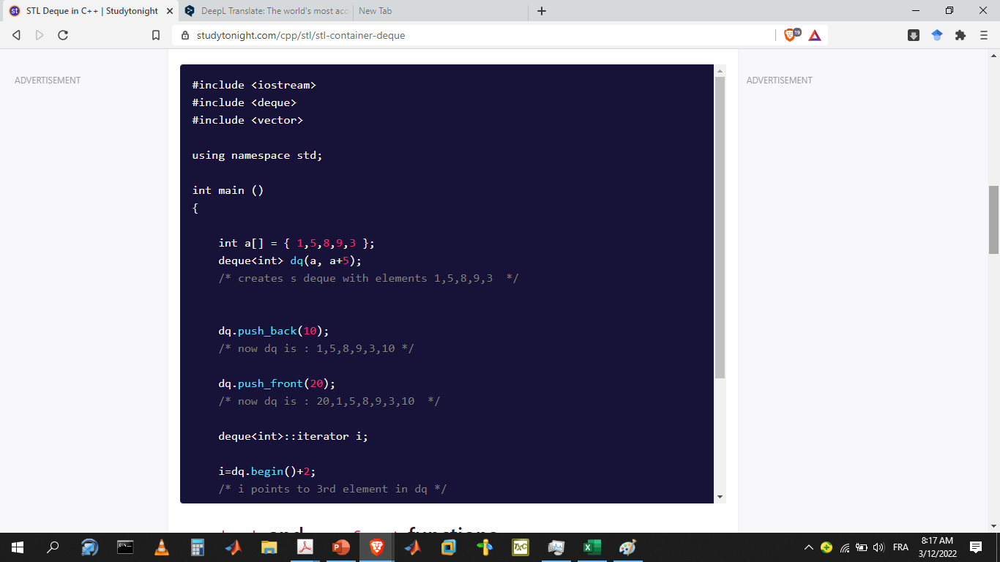 STL Deque in C++ | Studytonight
DeepL Translate: The world's most acc
New Tab
studytonight.com/cpp/stl/stl-container-deque
19
ADVERTISEMENT
ADVERTISEMENT
#include <iostream>
#include <deque>
#include <vector>
using namespace std;
int main ()
{
int a[] = { 1,5,8,9,3 };
deque<int> dq(a, a+5);
/* creates s deque with elements 1,5,8,9,3  */
dq.push_back(10);
/* now dq is : 1,5,8,9,3,10 */
dq.push_front(20);
/* now dq is : 20,1,5,8,9,3,10  */
deque<int>::iterator i;
i=dq.begin()+2;
/* i points to 3rd element in dq */
and functions
FRA
8:17 AM
3/12/2022